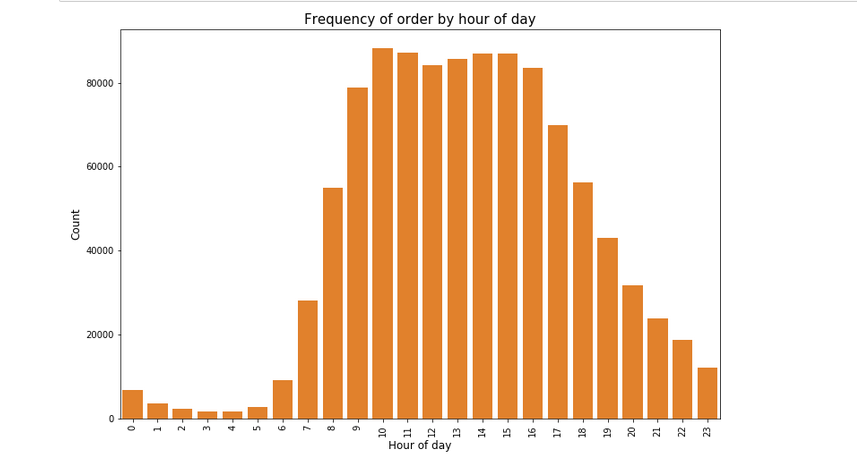 Frequency of order by hour of day
80000
60000
40000
20000
0
Count
0 1 2 3 4 5 6 7 8 9 10 11 12 13 14 15 16 17 18 19 20 21 22 23
Hour of day